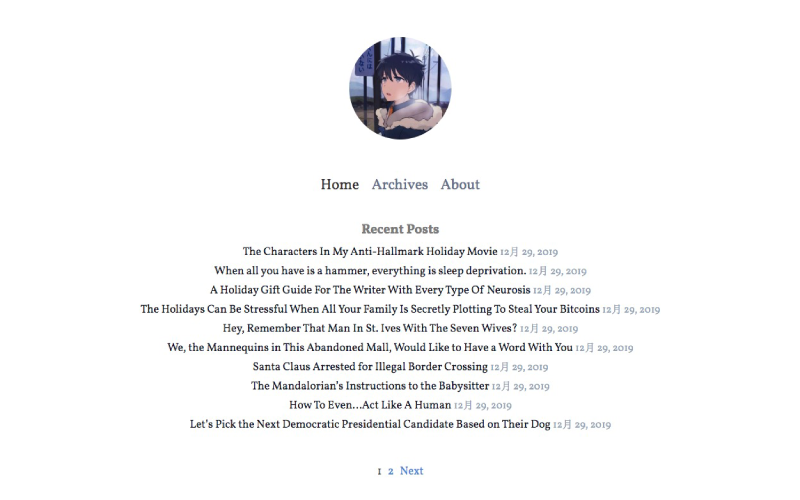 Home Archives About
Recent Posts
The Characters In My Anti-Hallmark Holiday Movie 12月 29, 2019
When all you have is a hammer, everything is sleep deprivation. 12月 29, 2019
A Holiday Gift Guide For The Writer With Every Type Of Neurosis 12月 29, 2019
The Holidays Can Be Stressful When All Your Family Is Secretly Plotting To Steal Your Bitcoins 12月 29, 2019
Hey, Remember That Man In St. Ives With The Seven Wives? 12月 29, 2019
We, the Mannequins in This Abandoned Mall, Would Like to Have a Word With You 12月 29, 2019
Santa Claus Arrested for Illegal Border Crossing 12月 29, 2019
The Mandalorian's Instructions to the Babysitter 12月 29, 2019
How To Even…Act Like A Human 12月 29, 2019
Let's Pick the Next Democratic Presidential Candidate Based on Their Dog 12月 29, 2019
1 2 Next